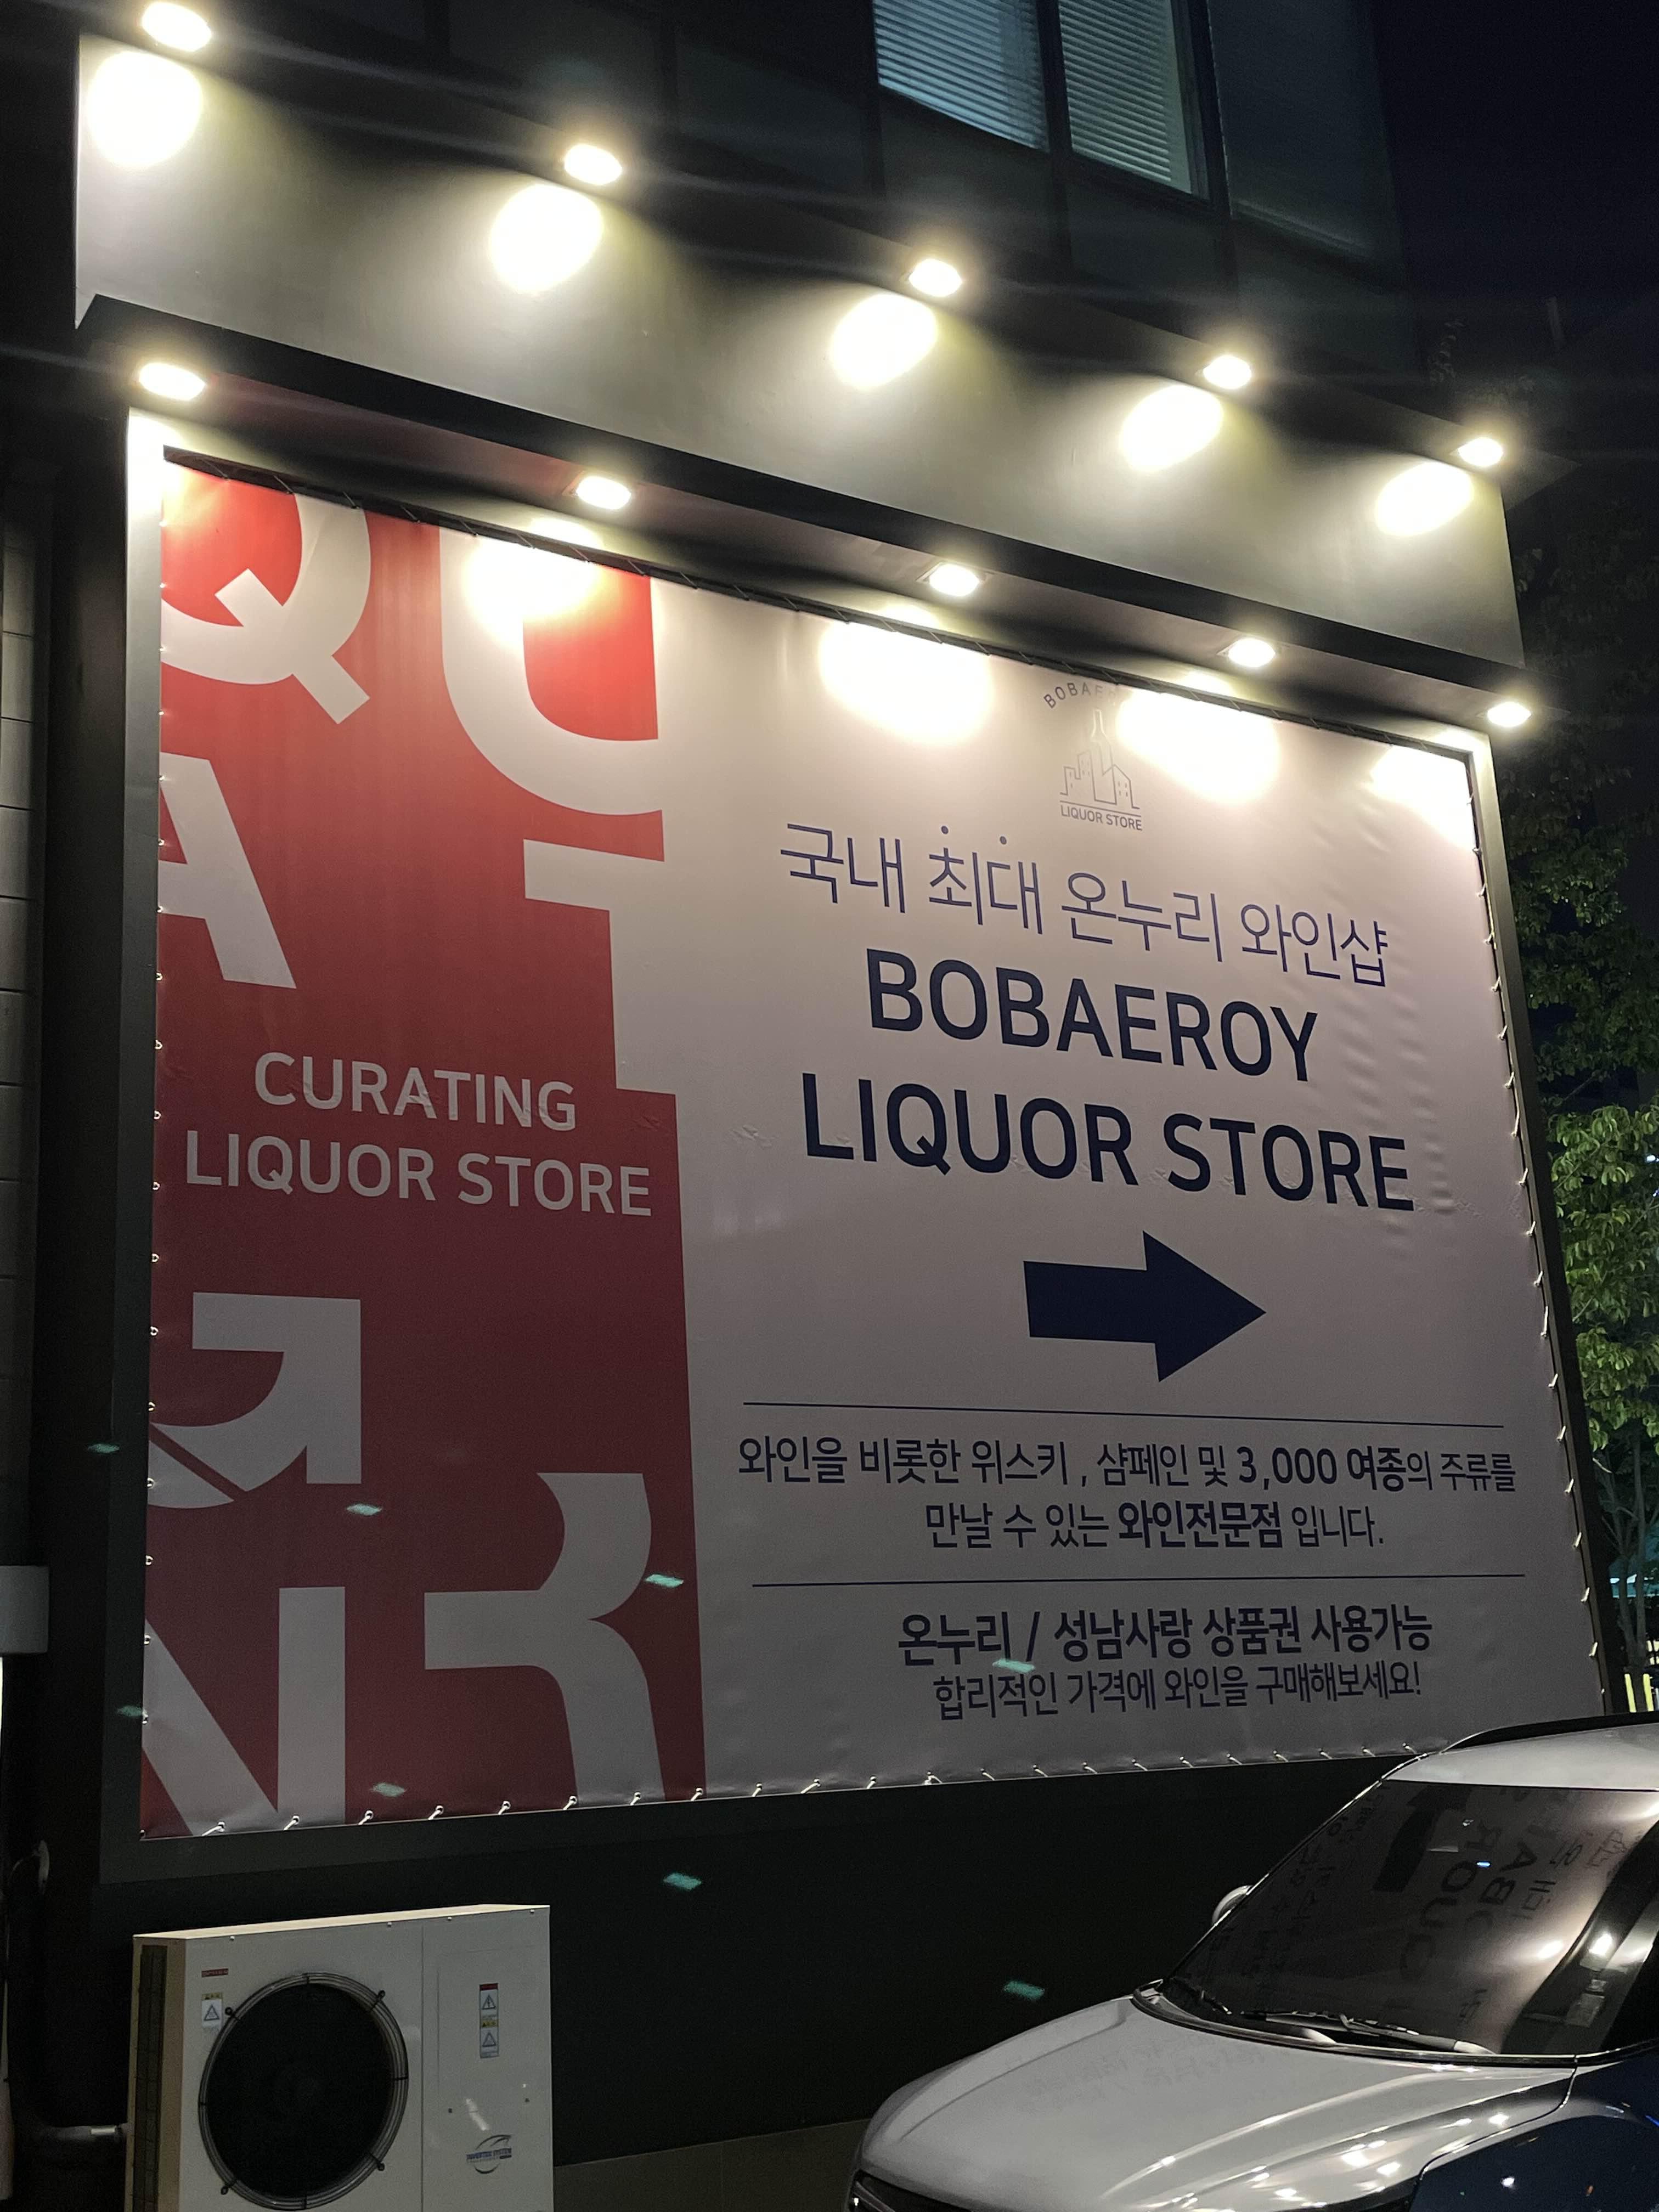 CURATING
LIQUOR STORE
LIQUOR STORE
국내 최대 온누리 와인샵
BOBAEROY
LIQUOR STORE
와인을 비롯한 위스키 , 샴페인 및 3,000 여종의 주류를
만날 수 있는 와인전문점 입니다.
온누리 / 성남사랑 상품권 사용가능
합리적인 가격에 와인을 구매해보세요!